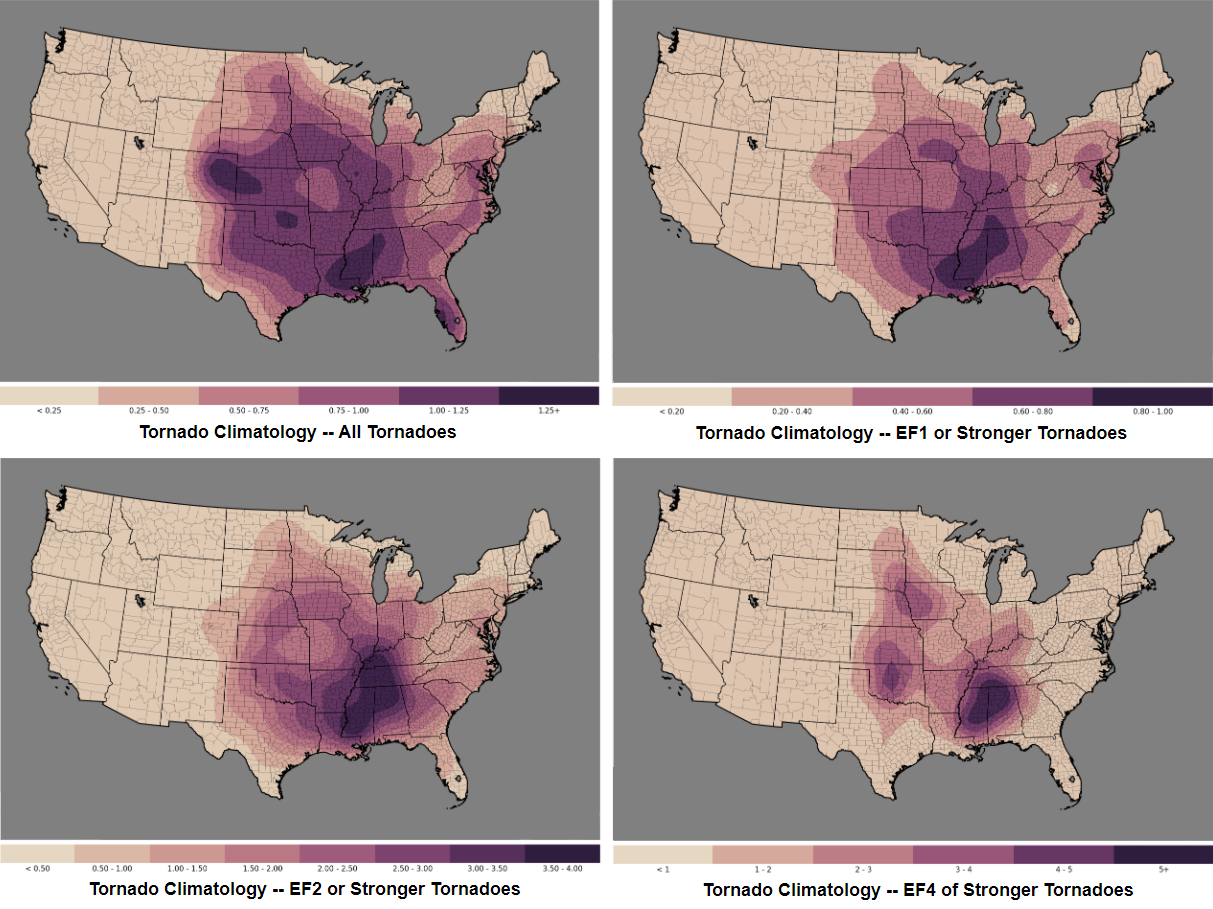 < 0.25 0.25 - 0.50 0.50 - 0.75 0.75 - 1.00 1.00 - 1.25 1.25+
Tornado Climatology -- All Tornadoes
< 0.20 0.20 - 0.40 0.40 - 0.60 0.60 - 0.80 0.80 - 1.00
Tornado Climatology -- EF1 or Stronger Tornadoes
< 0.50 0.50 - 1.00 1.00 - 1.50 1.50 - 2.00 2.00 - 2.50 2.50 - 3.00 3.00 - 3.50 3.50 - 4.00
Tornado Climatology -- EF2 or Stronger Tornadoes
< 1 1 - 2 2 - 3 3 - 4 4 - 5 5+
Tornado Climatology -- EF4 of Stronger Tornadoes